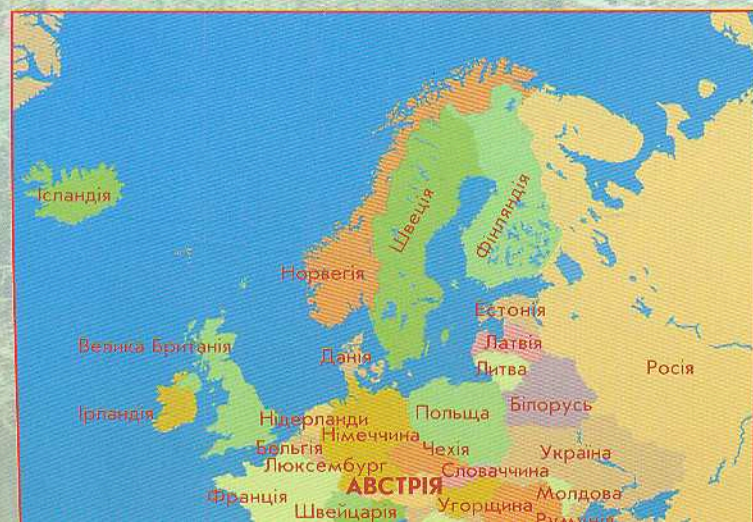 Ісландія
Швеція
Фінляндія
Норвегія
Естонія
Велика Британія
Данія
Латвія
Литва
Росія
Ірландія
Нідерланди
Польща
Білорусь
Німеччина
Бельгія
Чехія
Україна
Люксембург
Словаччина
Франція
АВСТРІЯ
Угорщина
Молдова
Швейцарія
Румунія